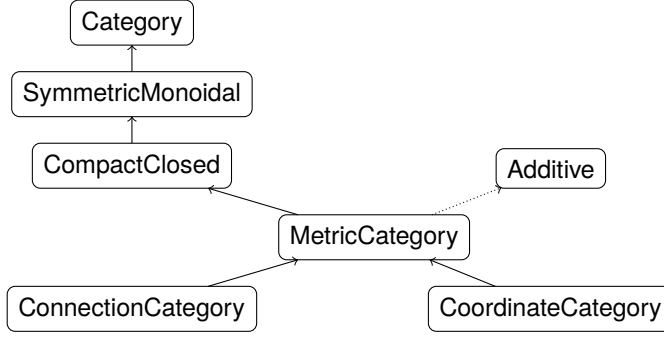 Category
SymmetricMonoidal
CompactClosed
Additive
MetricCategory
ConnectionCategory
CoordinateCategory